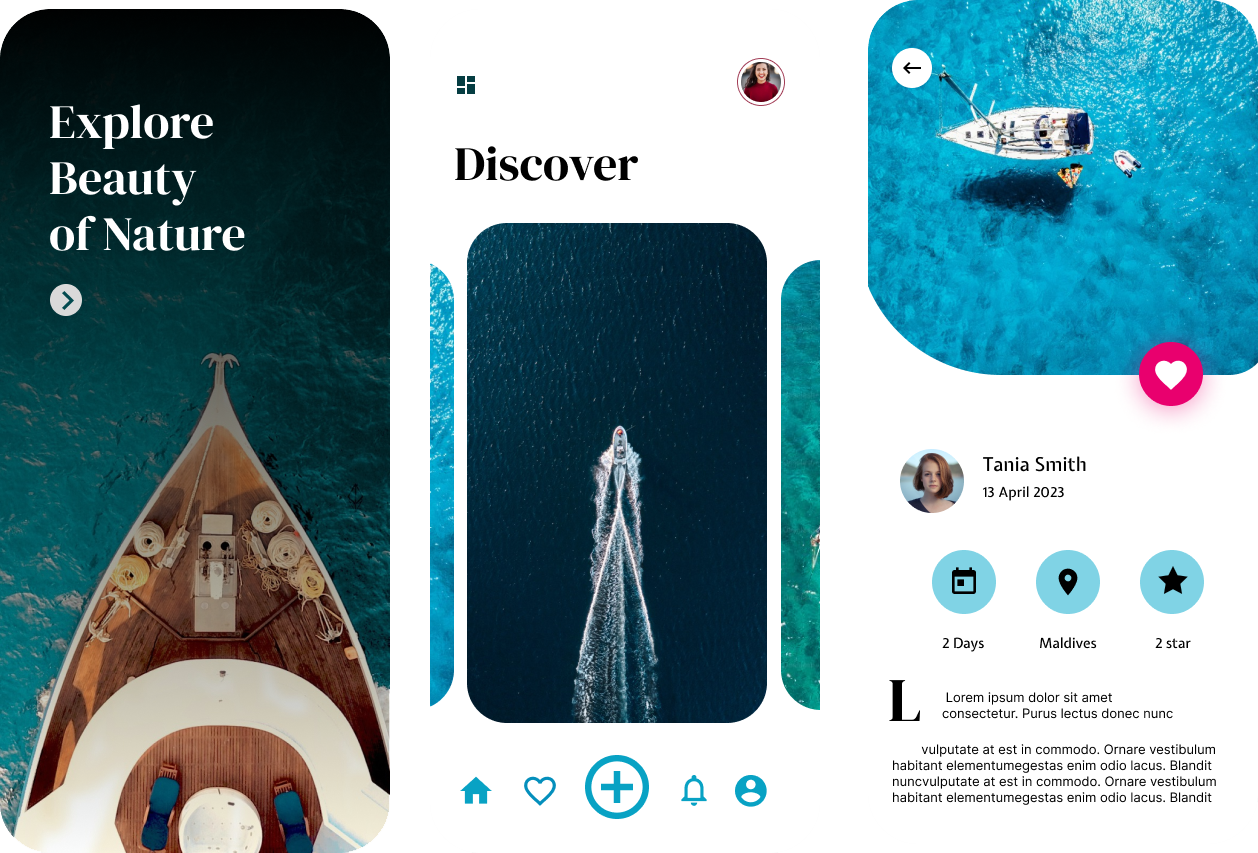 Explore
Beauty
of Nature
Discover
Tania Smith
13 April 2023
2 Days
Maldives
2 star
L
Lorem ipsum dolor sit amet
consectetur. Purus lectus donec nunc
vulputate at est in commodo. Ornare vestibulum
habitant elementumegestas enim odio lacus. Blandit
nuncvulputate at est in commodo. Ornare vestibulum
habitant elementumegestas enim odio lacus. Blandit